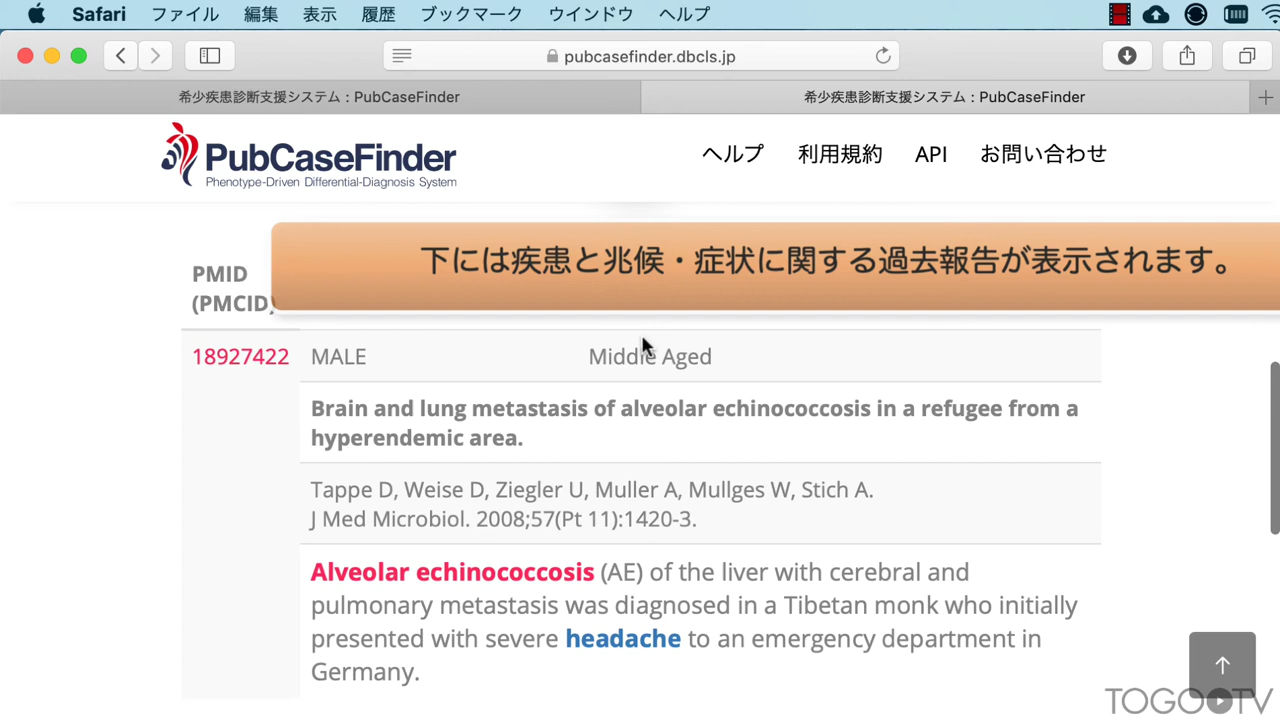 Safari ファイル 編集 表示 履歴 ブックマーク ウインドウ ヘルプ
pubcasefinder.dbcls.jp
希少疾患診断支援システム：PubCaseFinder
希少疾患診断支援システム：PubCaseFinder
PubCaseFinder
Phenotype-Driven Differential-Diagnosis System
ヘルプ 利用規約 API お問い合わせ
下には疾患と兆候・症状に関する過去報告が表示されます。
PMID
(PMCID)
18927422 MALE Middle Aged
Brain and lung metastasis of alveolar echinococcosis in a refugee from a
hyperendemic area.
Tappe D, Weise D, Ziegler U, Muller A, Mullges W, Stich A.
J Med Microbiol. 2008;57(Pt 11):1420-3.
Alveolar echinococcosis (AE) of the liver with cerebral and
pulmonary metastasis was diagnosed in a Tibetan monk who initially
presented with severe headache to an emergency department in
Germany.
TOGO TV